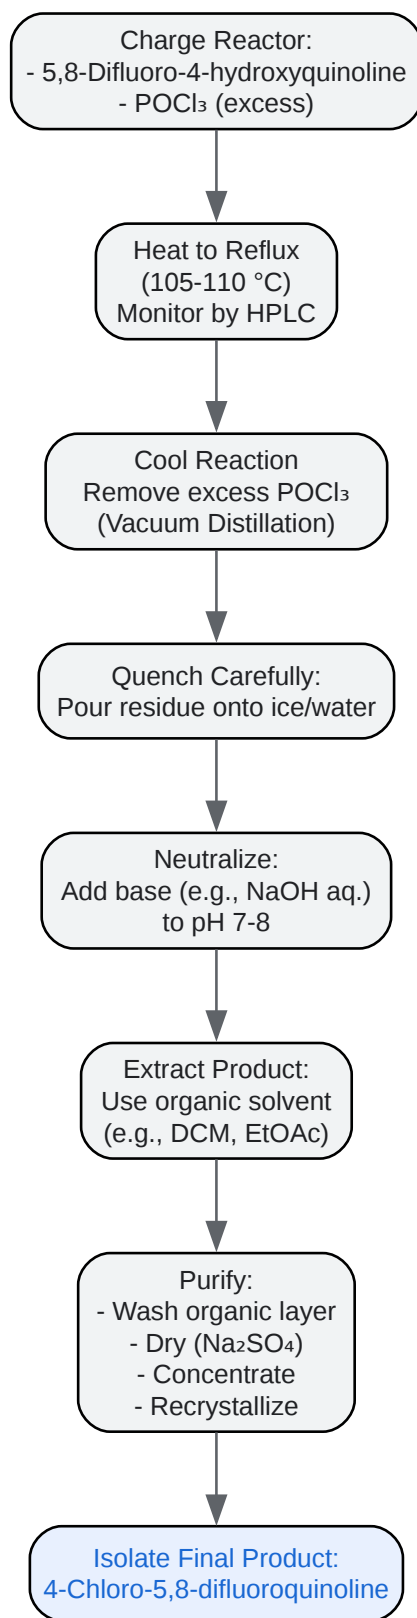 Charge Reactor:
- 5,8-Difluoro-4-hydroxyquinoline
- POCl₃ (excess)
Heat to Reflux
(105-110 °C)
Monitor by HPLC
Cool Reaction
Remove excess POCl₃
(Vacuum Distillation)
Quench Carefully:
Pour residue onto ice/water
Neutralize:
Add base (e.g., NaOH aq.)
to pH 7-8
Extract Product:
Use organic solvent
(e.g., DCM, EtOAc)
Purify:
- Wash organic layer
- Dry (Na₂SO₄)
- Concentrate
- Recrystallize
Isolate Final Product:
4-Chloro-5,8-difluoroquinoline